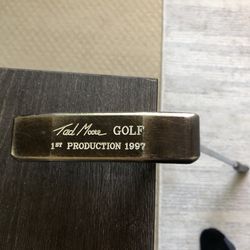 Tad Moore GOLF
1ST PRODUCTION 1997